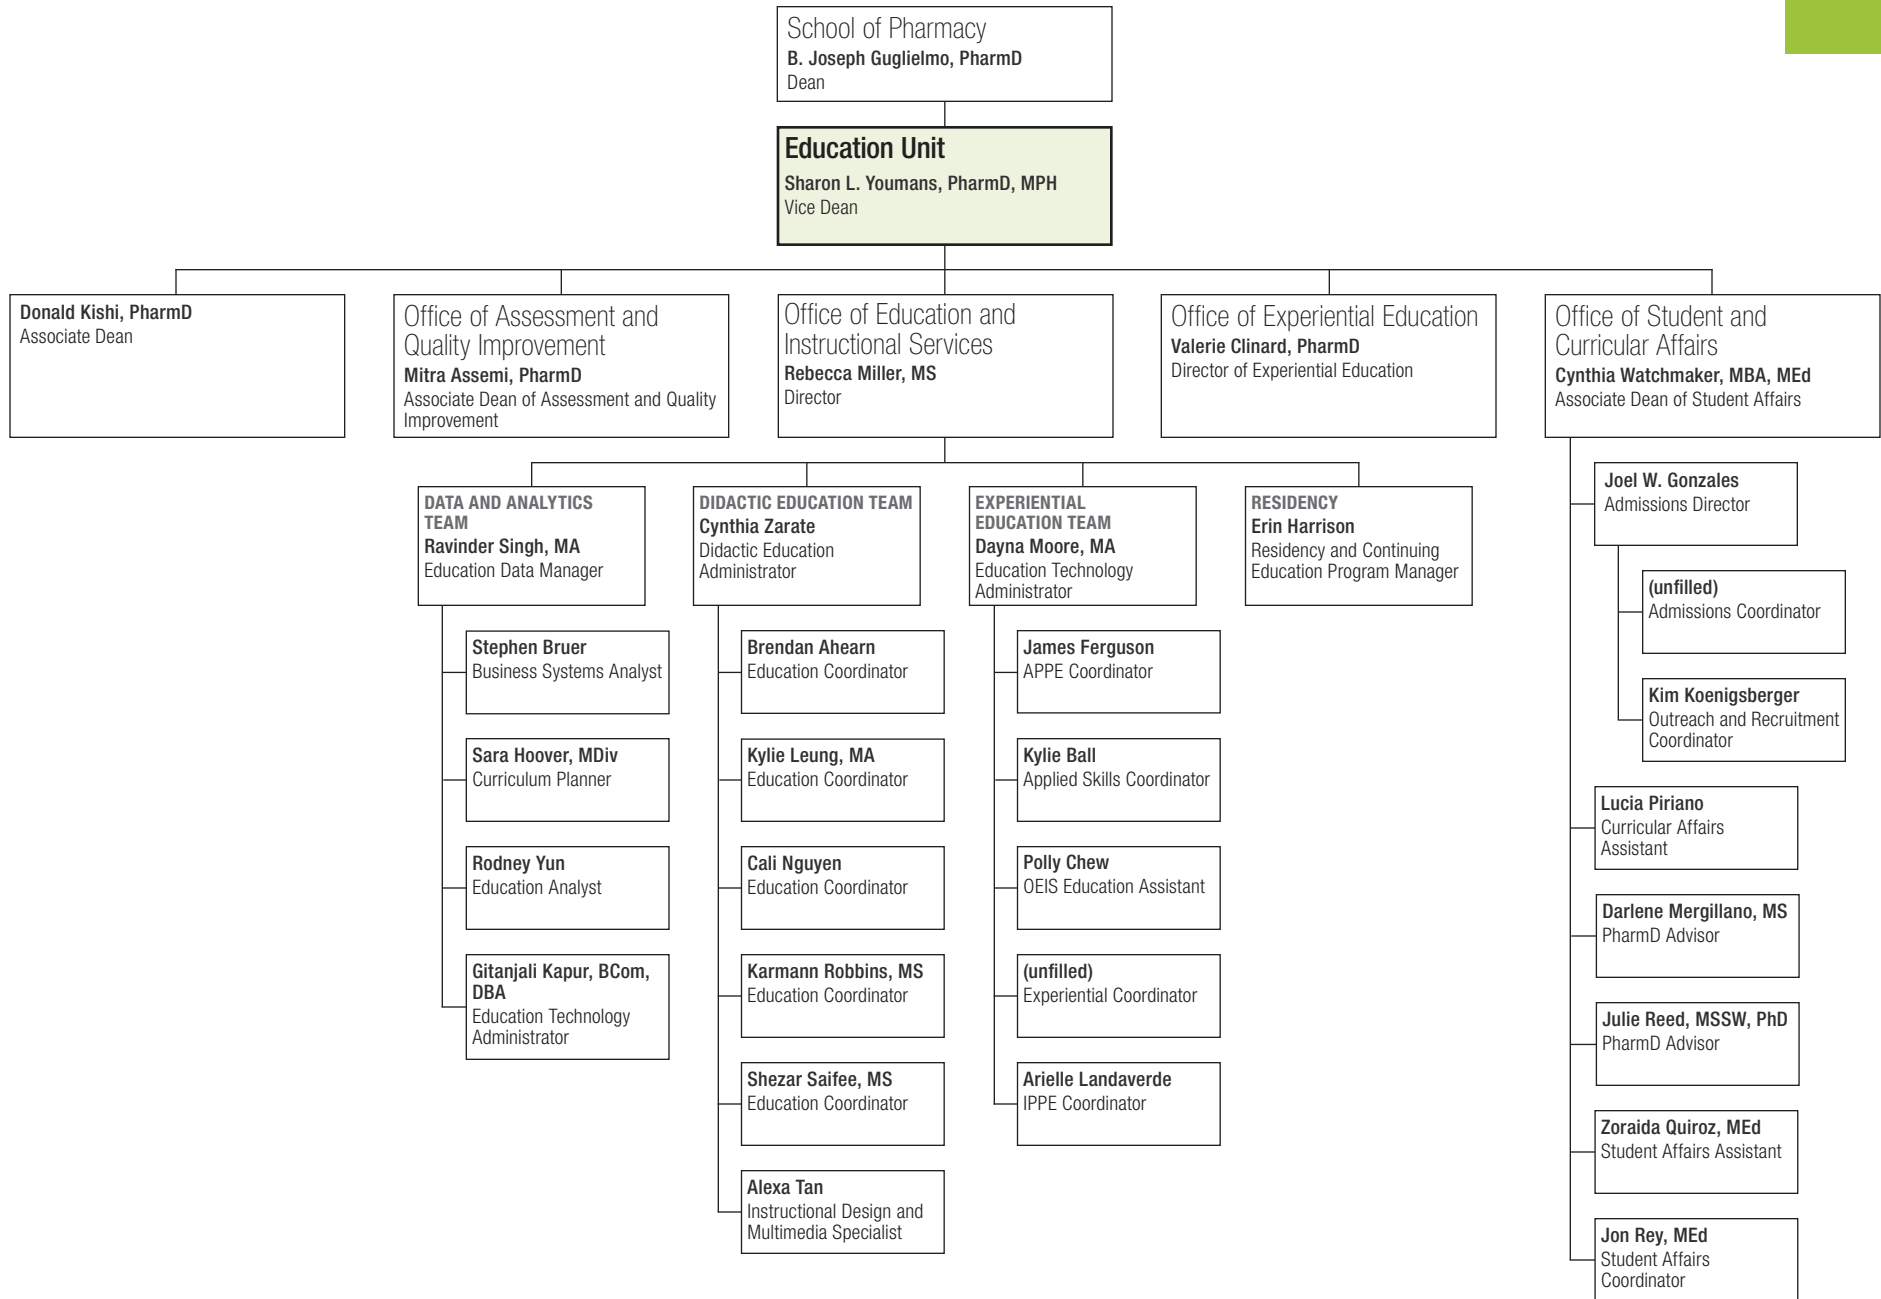 School of Pharmacy
B. Joseph Guglielmo, PharmD
Dean
Education Unit
Sharon L. Youmans, PharmD, MPH
Vice Dean
Donald Kishi, PharmD
Associate Dean
Office of Assessment and
Quality Improvement
Mitra Assemi, PharmD
Associate Dean of Assessment and Quality
Improvement
Office of Education and
Instructional Services
Rebecca Miller, MS
Director
Office of Experiential Education
Valerie Clinard, PharmD
Director of Experiential Education
Office of Student and
Curricular Affairs
Cynthia Watchmaker, MBA, MEd
Associate Dean of Student Affairs
DATA AND ANALYTICS
TEAM
Ravinder Singh, MA
Education Data Manager
Stephen Bruer
Business Systems Analyst
Sara Hoover, MDiv
Curriculum Planner
Rodney Yun
Education Analyst
Gitanjali Kapur, BCom,
DBA
Education Technology
Administrator
DIDACTIC EDUCATION TEAM
Cynthia Zarate
Didactic Education
Administrator
Brendan Ahearn
Education Coordinator
Kylie Leung, MA
Education Coordinator
Cali Nguyen
Education Coordinator
Karmann Robbins, MS
Education Coordinator
Shezar Saifee, MS
Education Coordinator
Alexa Tan
Instructional Design and
Multimedia Specialist
EXPERIENTIAL
EDUCATION TEAM
Dayna Moore, MA
Education Technology
Administrator
James Ferguson
APPE Coordinator
Kylie Ball
Applied Skills Coordinator
Polly Chew
OEIS Education Assistant
(unfilled)
Experiential Coordinator
Arielle Landaverde
IPPE Coordinator
RESIDENCY
Erin Harrison
Residency and Continuing
Education Program Manager
Joel W. Gonzales
Admissions Director
(unfilled)
Admissions Coordinator
Kim Koenigsberger
Outreach and Recruitment
Coordinator
Lucia Piriano
Curricular Affairs
Assistant
Darlene Mergillano, MS
PharmD Advisor
Julie Reed, MSSW, PhD
PharmD Advisor
Zoraida Quiroz, MEd
Student Affairs Assistant
Jon Rey, MEd
Student Affairs
Coordinator